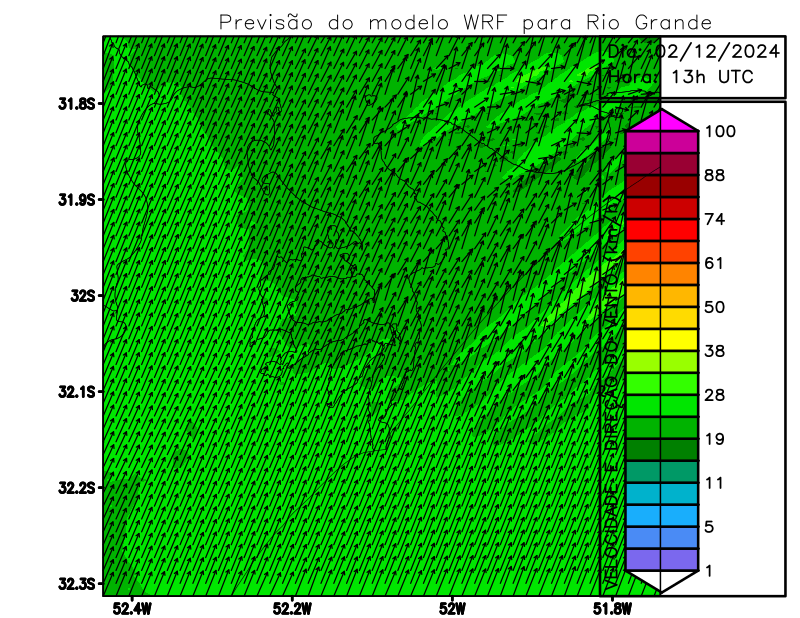 Previsão do modelo WRF para Rio Grande
Dia: 02/12/2024
Hora: 13h UTC
31.8S
31.9S
32S
32.1S
32.2S
32.3S
52.4W
52.2W
52W
51.8W
VELOCIDADE E DIREÇÃO DO VENTO (km/h)
100
88
74
61
50
38
28
19
11
5
1